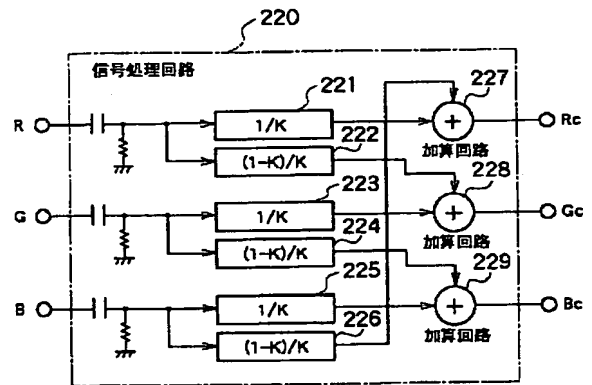 220
信号処理回路
221
227
R
1/K
+
Rc
222
加算回路
(1-K)/K
228
223
G
1/K
+
Gc
224
加算回路
(1-K)/K
229
225
B
1/K
+
Bc
226
加算回路
(1-K)/K